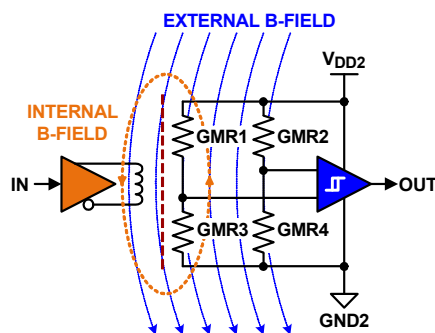 EXTERNAL B-FIELD
VDD2
INTERNAL
B-FIELD
GMR1 GMR2
IN
OUT
GMR3 GMR4
GND2